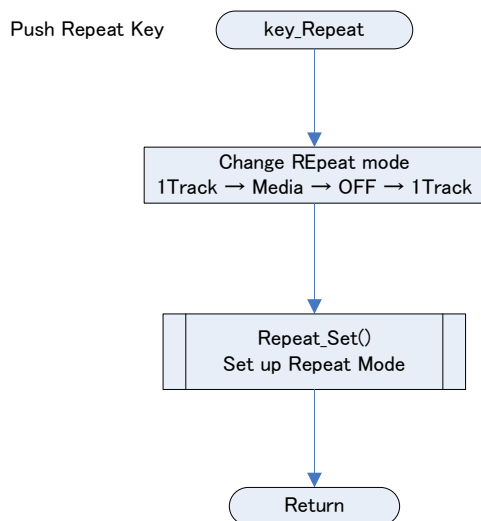 Push Repeat Key
key_Repeat
Change REpeat mode
1Track → Media → OFF → 1Track
Repeat_Set()
Set up Repeat Mode
Return